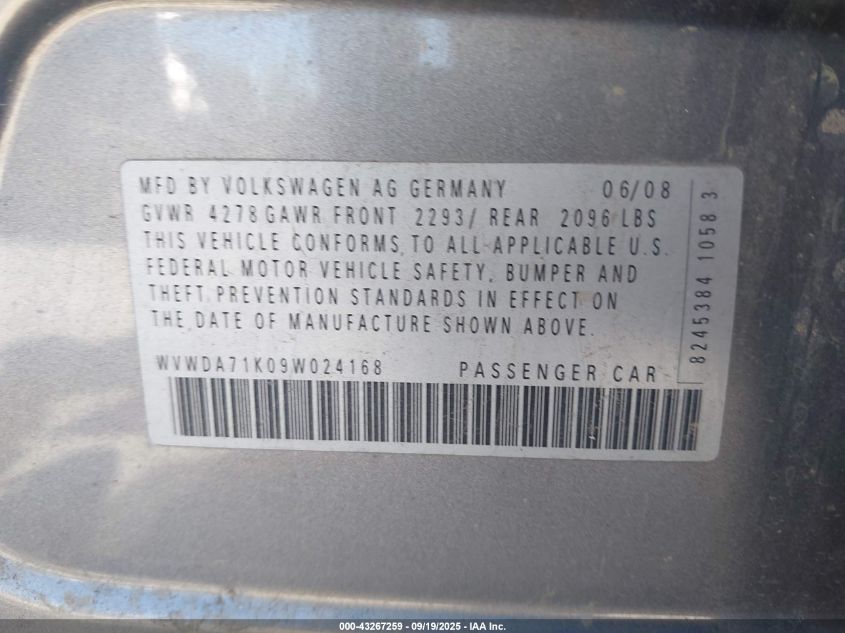 MFD BY VOLKSWAGEN AG GERMANY 06/08
GVWR 4278 GAWR FRONT 2293/ REAR 2096 LBS
THIS VEHICLE CONFORMS TO ALL APPLICABLE U.S.
FEDERAL MOTOR VEHICLE SAFETY, BUMPER AND
THEFT PREVENTION STANDARDS IN EFFECT ON
THE DATE OF MANUFACTURE SHOWN ABOVE.
WVWDA71K09W024168 PASSENGER CAR
8245384 1058 3
000-43267259 - 09/19/2025 - IAA Inc.